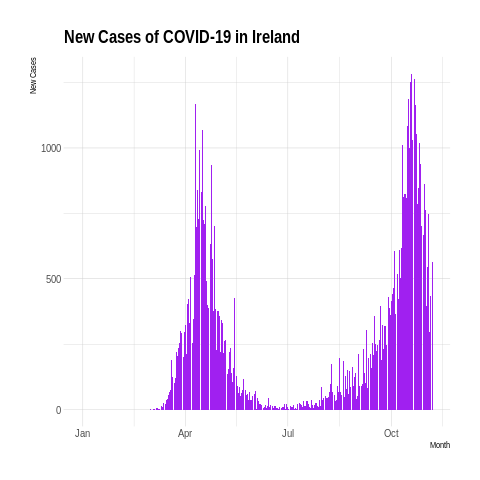 New Cases of COVID-19 in Ireland
New Cases
1000
500
0
Jan Apr Jul Oct
Month